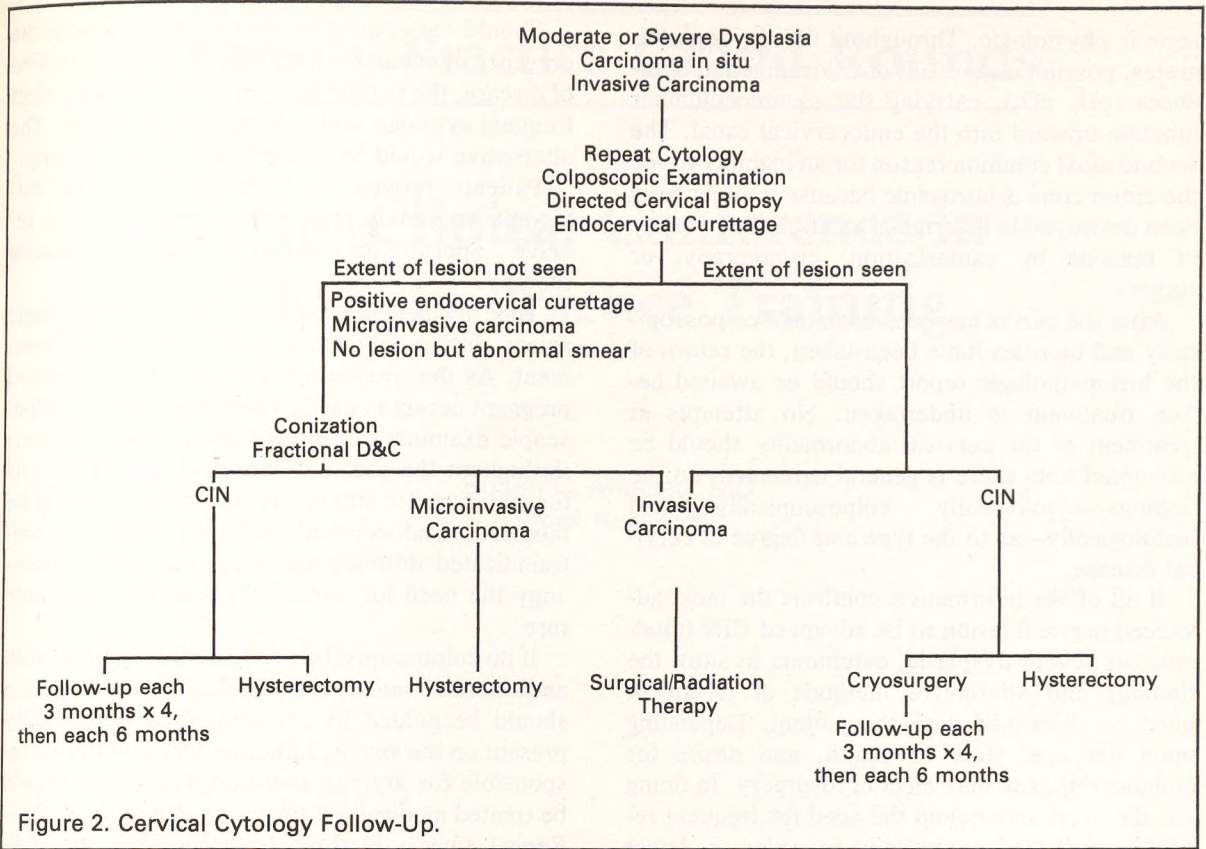 Moderate or Severe Dysplasia
Carcinoma in situ
Invasive Carcinoma
Repeat Cytology
Colposcopic Examination
Directed Cervical Biopsy
Endocervical Curettage
Extent of lesion not seen
Extent of lesion seen
Positive endocervical curettage
Microinvasive carcinoma
No lesion but abnormal smear
Conization
Fractional D&C
CIN
Microinvasive
Carcinoma
Invasive
Carcinoma
CIN
Follow-up each
3 months x 4,
then each 6 months
Hysterectomy
Hysterectomy
Surgical/Radiation
Therapy
Cryosurgery
Hysterectomy
Follow-up each
3 months x 4,
then each 6 months
Figure 2. Cervical Cytology Follow-Up.